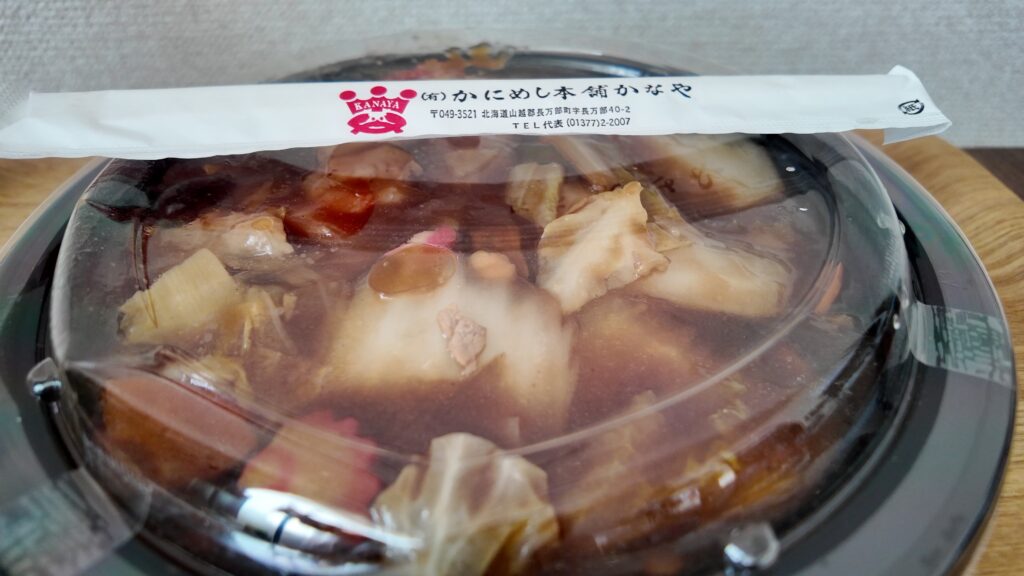 KANAYA
(有)かにめし本舗かなや
〒049-3521 北海道山越郡長万部町字長万部40-2
TEL代表(01377)2-2007